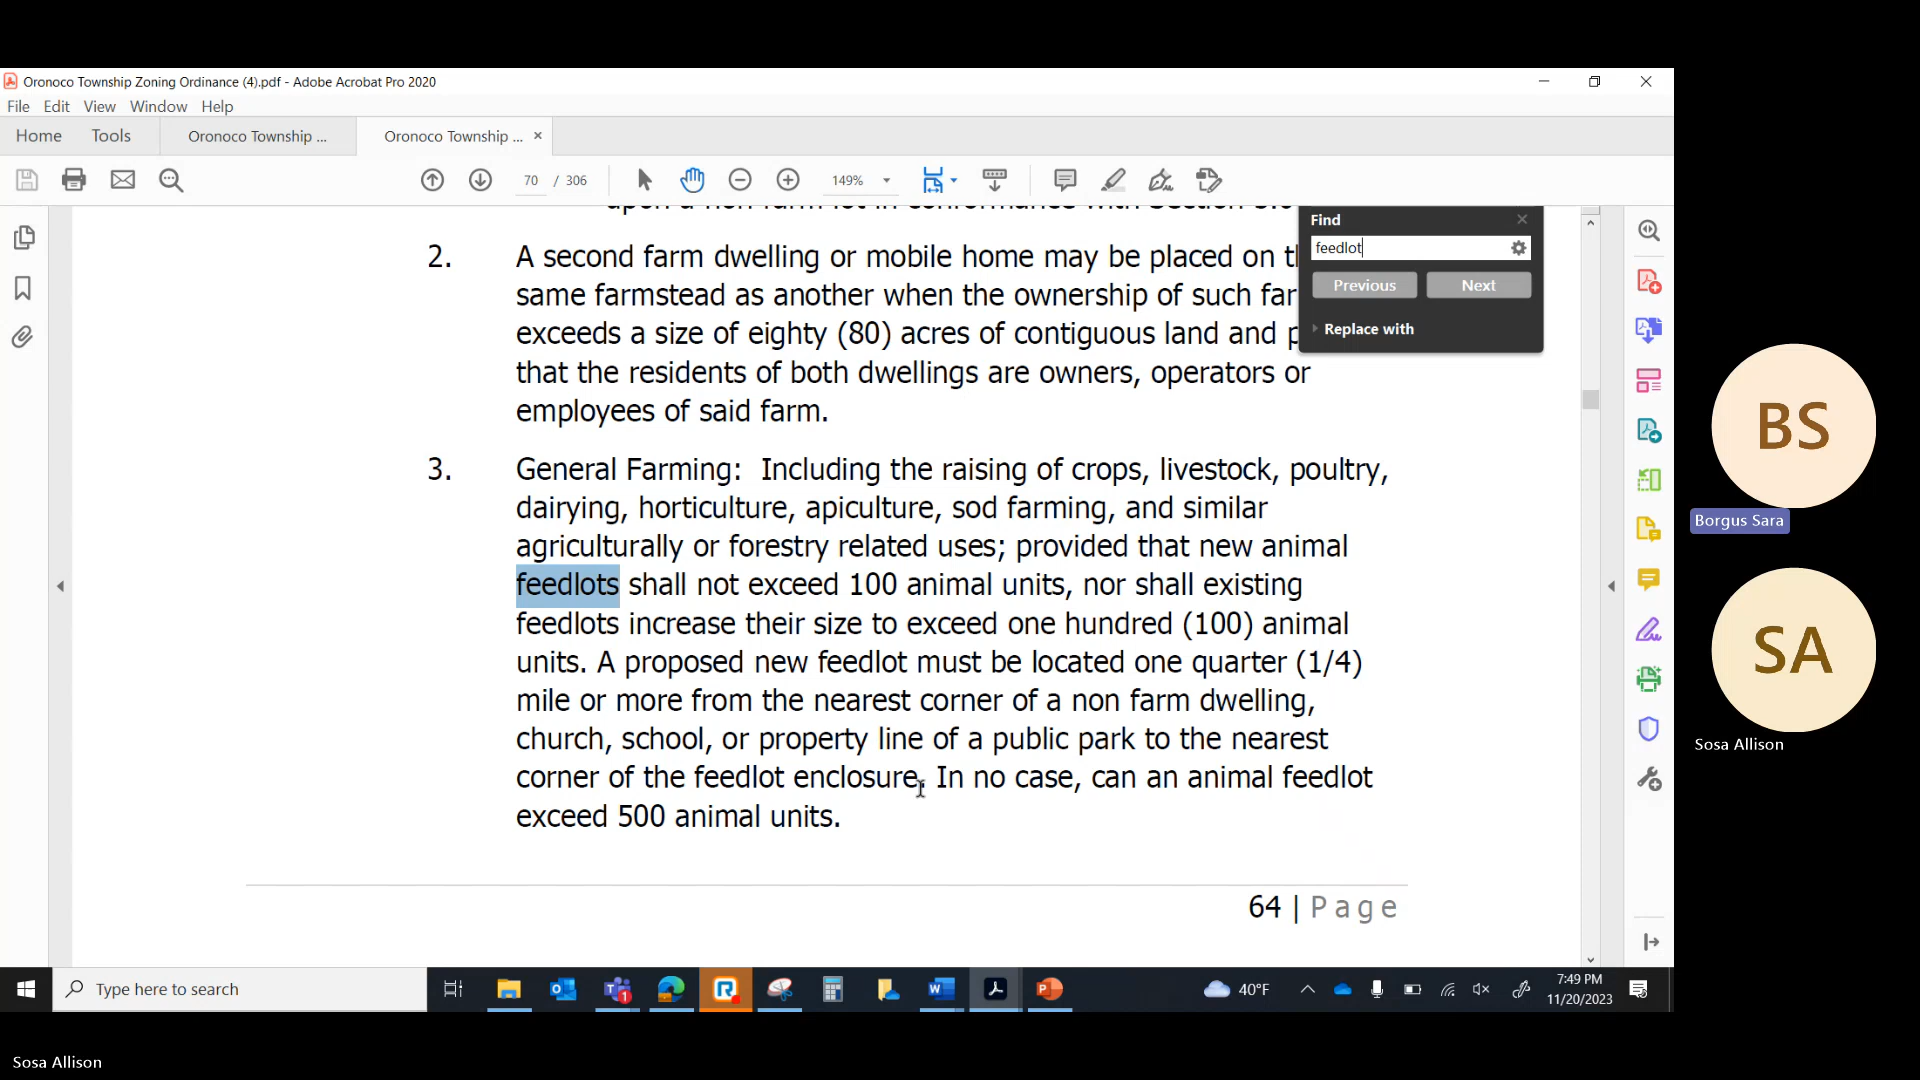 Oronoco Township Zoning Ordinance (4).pdf - Adobe Acrobat Pro 2020
File Edit View Window Help
Home Tools Oronoco Township ... Oronoco Township ...
70 / 306 149%
upon a non farm lot in conformance with Section
2. A second farm dwelling or mobile home may be placed on th
same farmstead as another when the ownership of such far
exceeds a size of eighty (80) acres of contiguous land and p
that the residents of both dwellings are owners, operators or
employees of said farm.
3. General Farming: Including the raising of crops, livestock, poultry,
dairying, horticulture, apiculture, sod farming, and similar
agriculturally or forestry related uses; provided that new animal
feedlots shall not exceed 100 animal units, nor shall existing
feedlots increase their size to exceed one hundred (100) animal
units. A proposed new feedlot must be located one quarter (1/4)
mile or more from the nearest corner of a non farm dwelling,
church, school, or property line of a public park to the nearest
corner of the feedlot enclosure. In no case, can an animal feedlot
exceed 500 animal units.
64 | Page
Find
feedlot
Previous Next
Replace with
BS
Borgus Sara
SA
Sosa Allison
Type here to search
1
40°F
7:49 PM
11/20/2023
Sosa Allison